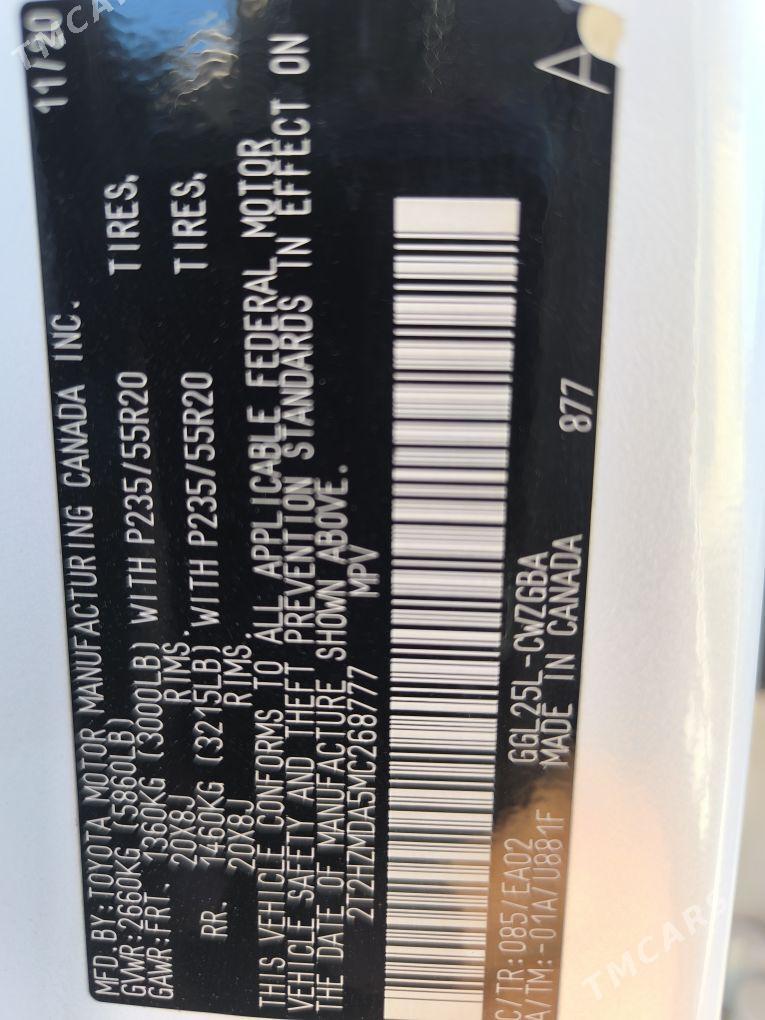 MFD. BY: TOYOTA MOTOR MANUFACTURING CANADA INC. 11/20
GVWR: 2660KG (5860LB)
GAWR: FRT. 1360KG (3000LB) WITH P235/55R20 TIRES,
20X8J RIMS.
RR. 1460KG (3215LB) WITH P235/55R20 TIRES,
20X8J RIMS.
THIS VEHICLE CONFORMS TO ALL APPLICABLE FEDERAL MOTOR
VEHICLE SAFETY AND THEFT PREVENTION STANDARDS IN EFFECT ON
THE DATE OF MANUFACTURE SHOWN ABOVE.
2T2HZMDA5MC268777 MPV
C/TR: 085/EA02 GGL25L-CWZGBA 877 A
A/TM: -01A/U881F MADE IN CANADA
TMCARS
TMCARS